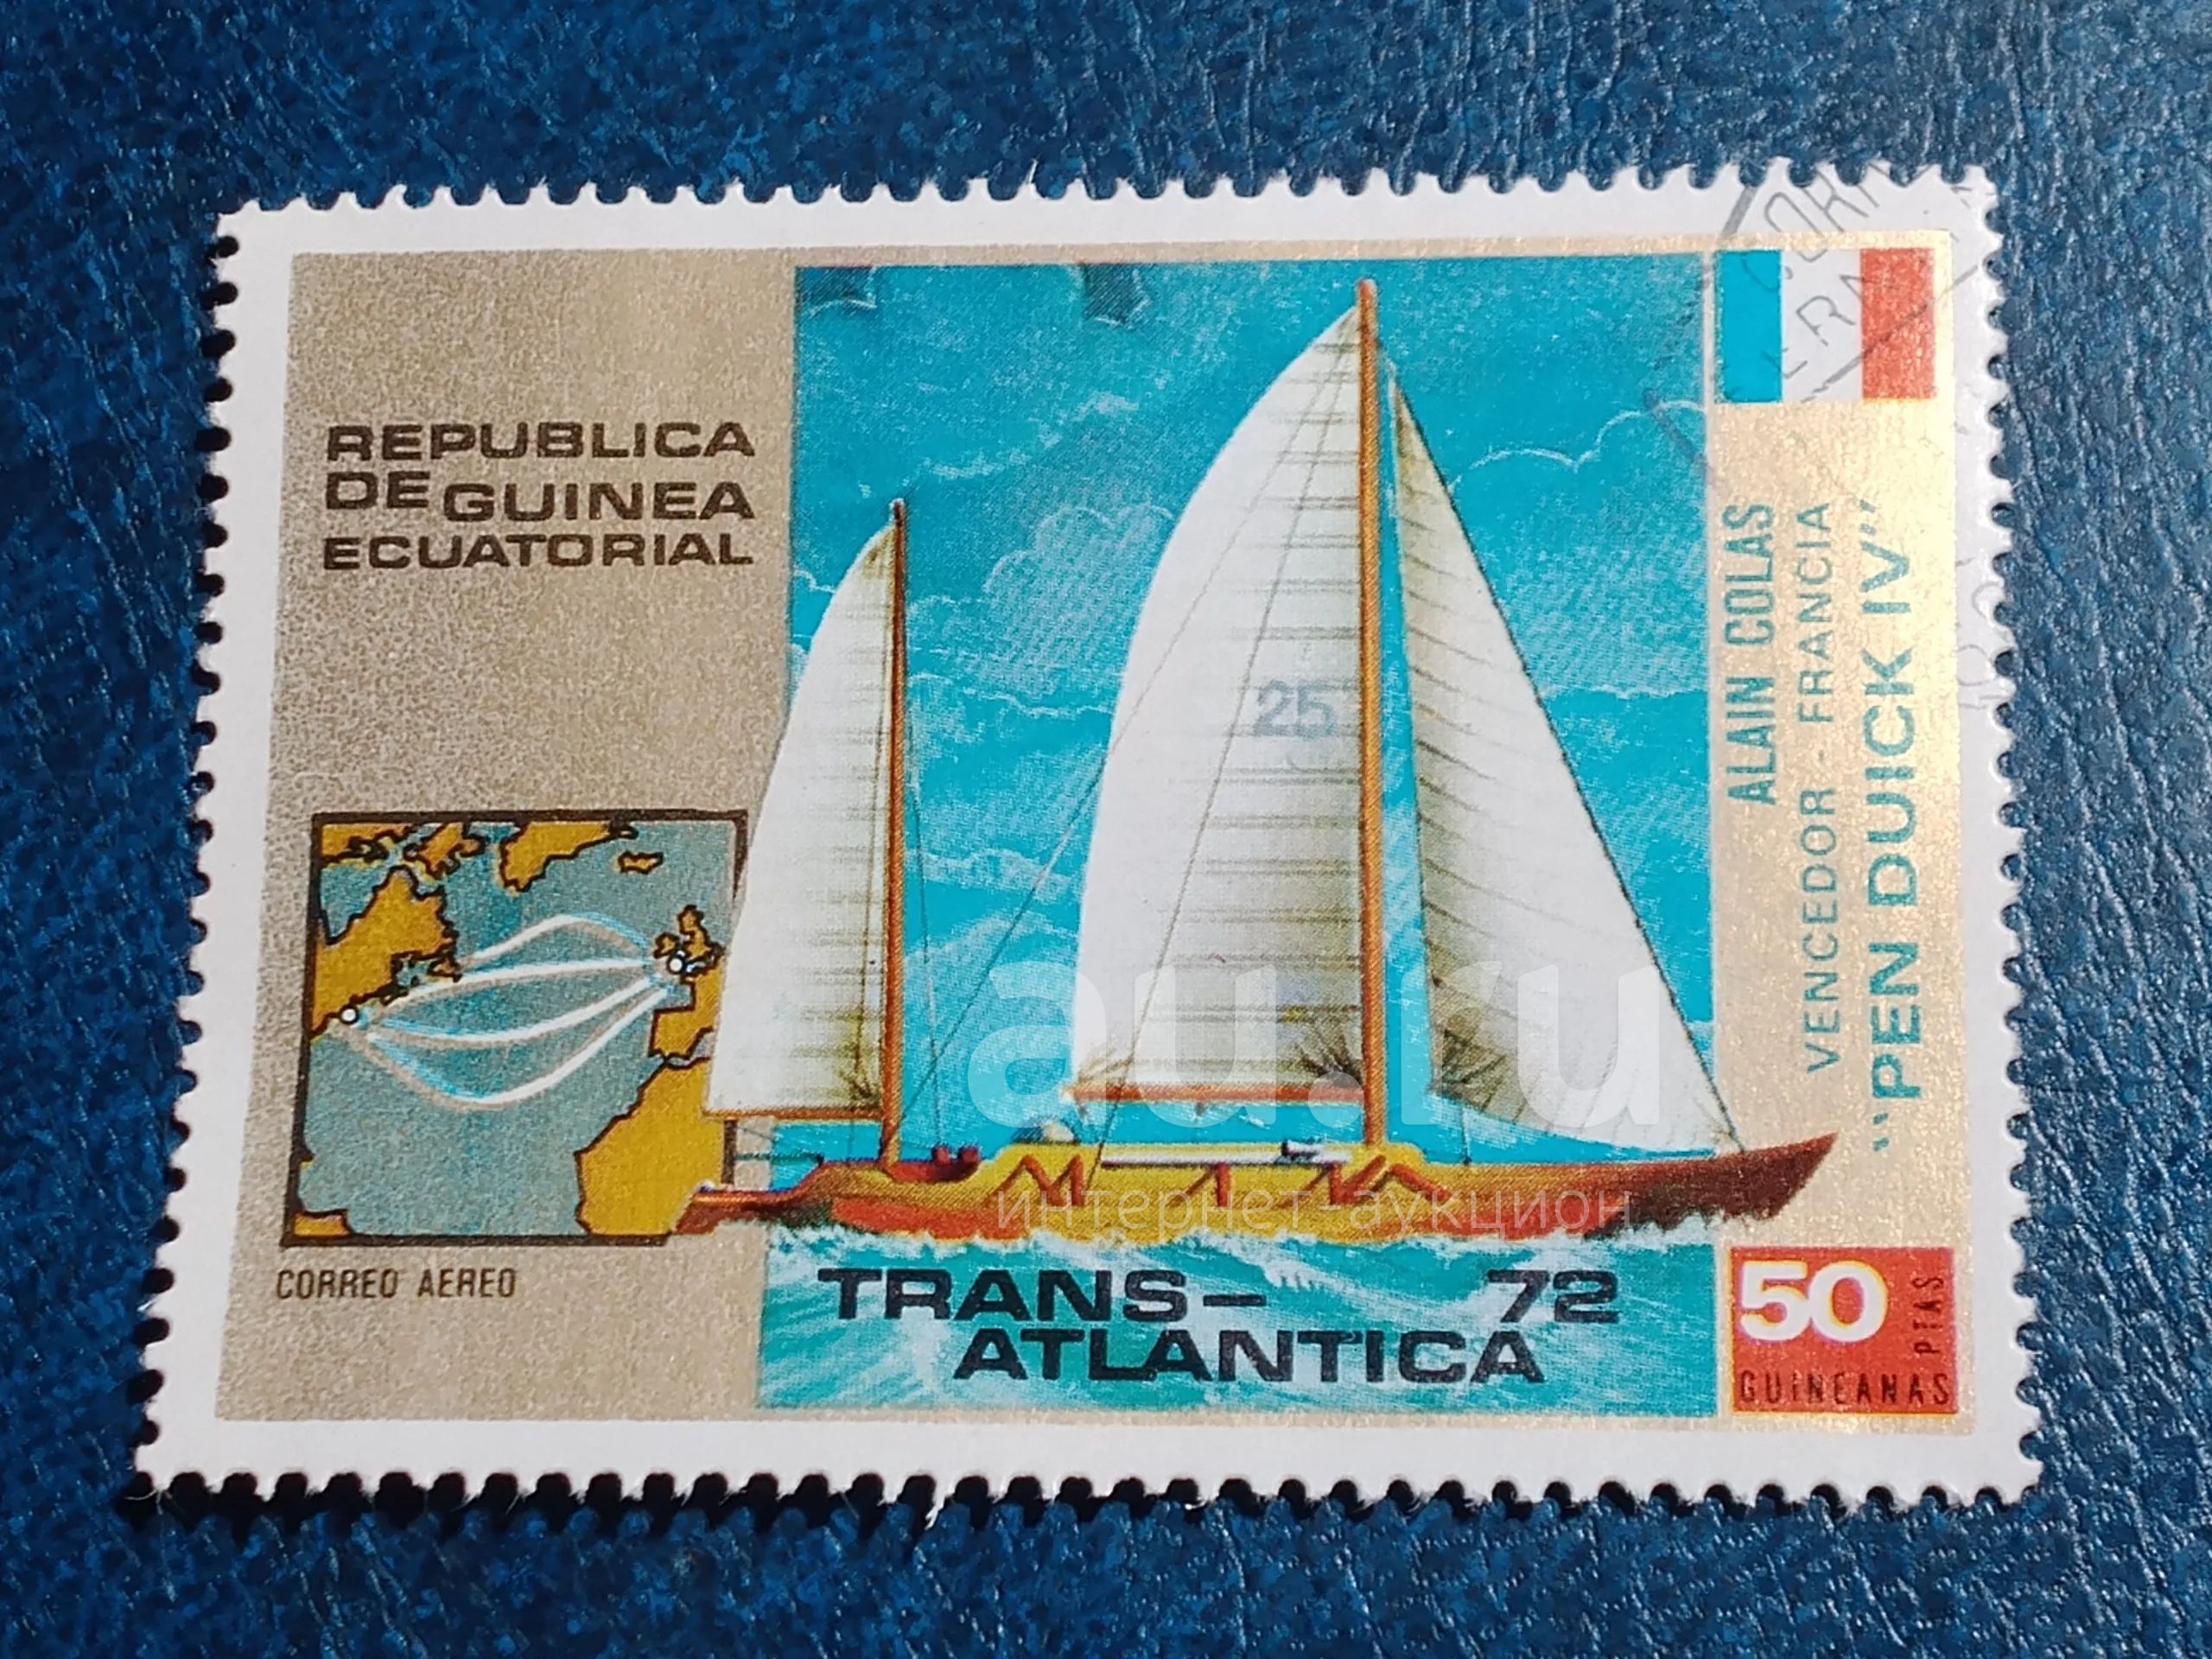 REPUBLICA
DE GUINEA
ECUATORIAL
25
ALAIN COLAS
VENCEDOR - FRANCIA
"PEN DUICK IV"
CORREO AEREO
TRANS- 72
ATLANTICA
50 PTAS
GUINEANAS
au.ru
интернет-аукцион